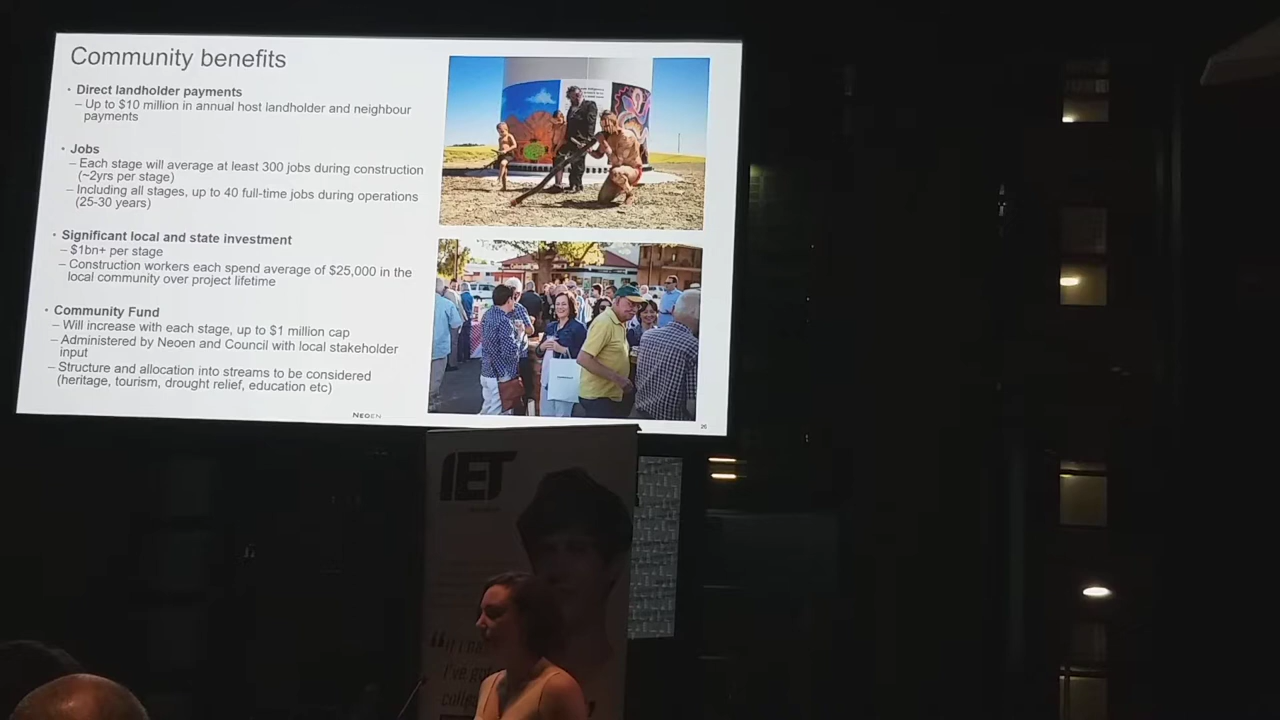 Community benefits
• Direct landholder payments
– Up to $10 million in annual host landholder and neighbour
payments
• Jobs
– Each stage will average at least 300 jobs during construction
(~2yrs per stage)
– Including all stages, up to 40 full-time jobs during operations
(25-30 years)
• Significant local and state investment
– $1bn+ per stage
– Construction workers each spend average of $25,000 in the
local community over project lifetime
• Community Fund
– Will increase with each stage, up to $1 million cap
– Administered by Neoen and Council with local stakeholder
input
– Structure and allocation into streams to be considered
(heritage, tourism, drought relief, education etc)
NEOEN
26
IET
I've got